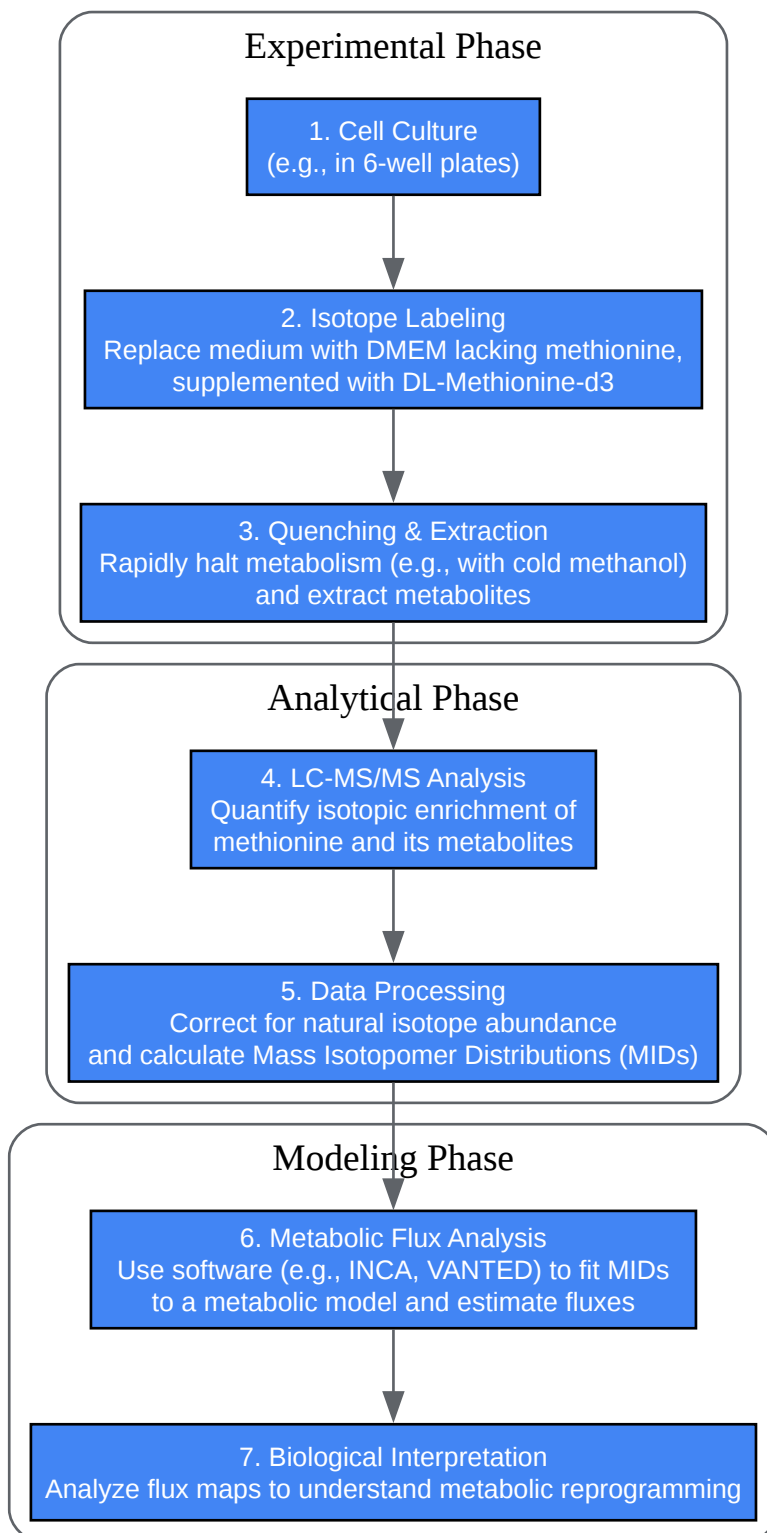 Experimental Phase
1. Cell Culture
(e.g., in 6-well plates)
2. Isotope Labeling
Replace medium with DMEM lacking methionine,
supplemented with DL-Methionine-d3
3. Quenching & Extraction
Rapidly halt metabolism (e.g., with cold methanol)
and extract metabolites
Analytical Phase
4. LC-MS/MS Analysis
Quantify isotopic enrichment of
methionine and its metabolites
5. Data Processing
Correct for natural isotope abundance
and calculate Mass Isotopomer Distributions (MIDs)
Modeling Phase
6. Metabolic Flux Analysis
Use software (e.g., INCA, VANTED) to fit MIDs
to a metabolic model and estimate fluxes
7. Biological Interpretation
Analyze flux maps to understand metabolic reprogramming